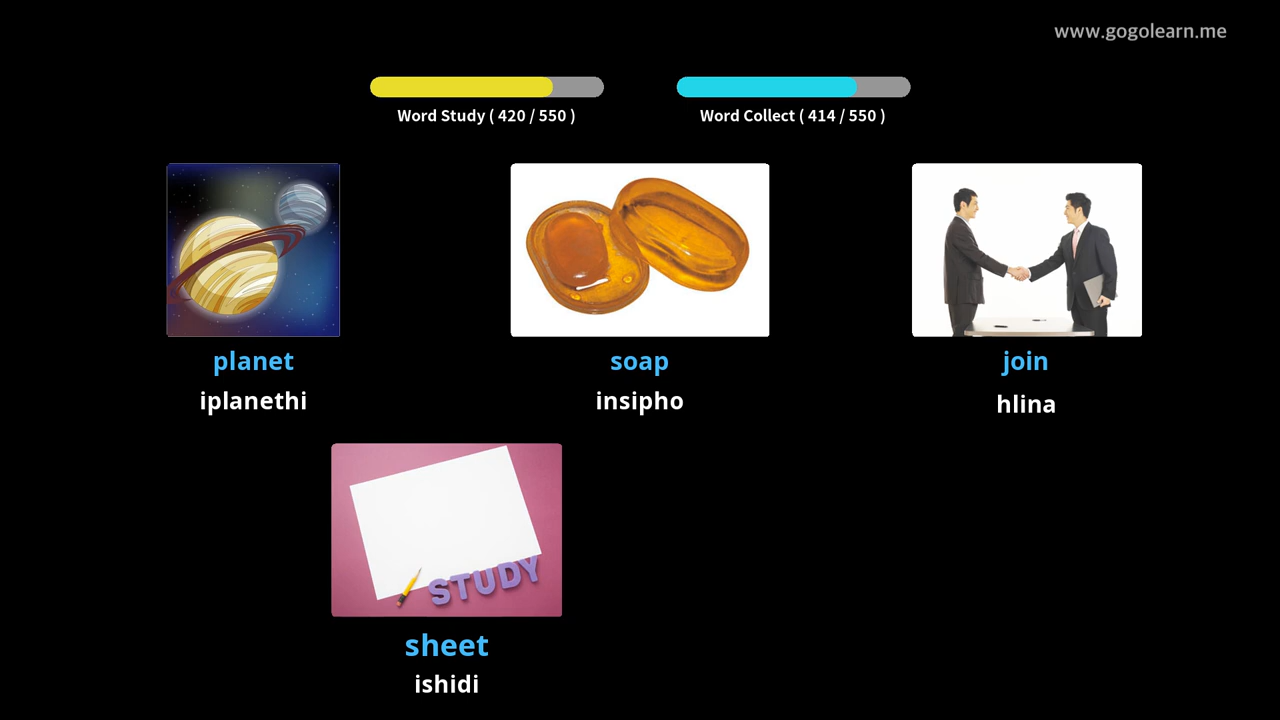 www.gogolearn.me
Word Study ( 420 / 550 )
Word Collect ( 414 / 550 )
planet
iplanethi
soap
insipho
join
hlina
STUDY
sheet
ishidi